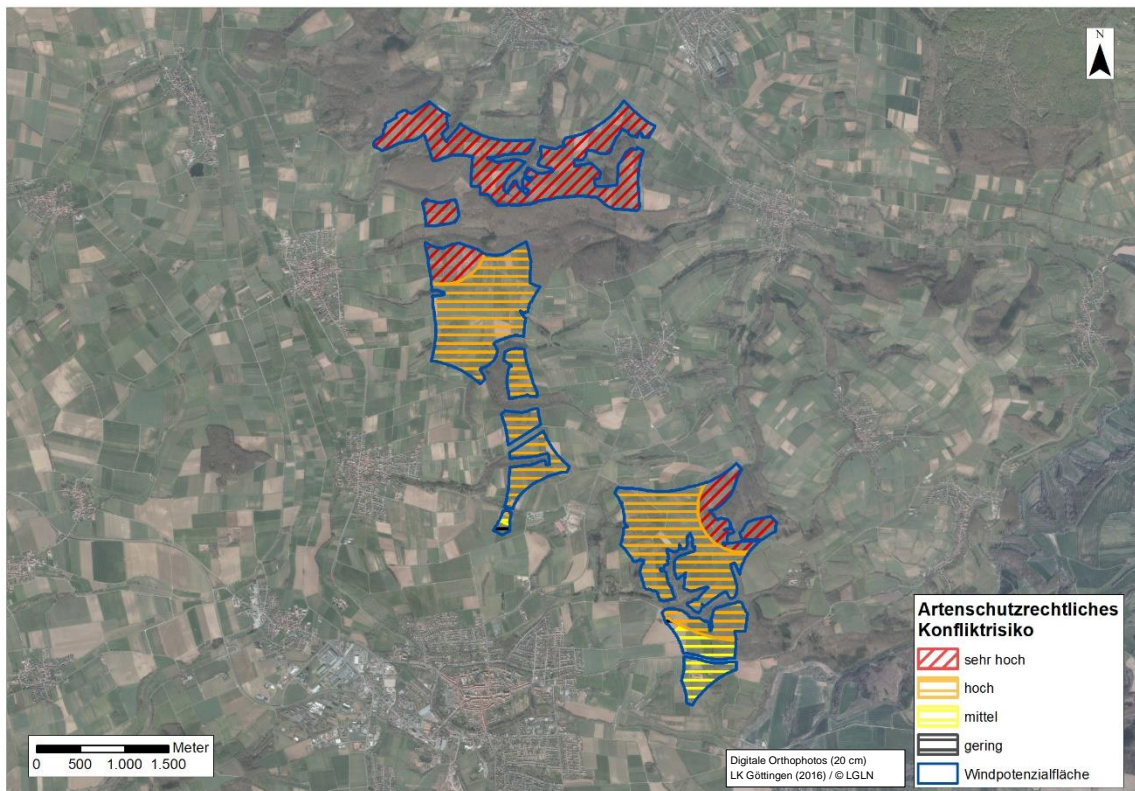 N
Artenschutzrechtliches
Konfliktrisiko
sehr hoch
hoch
mittel
gering
Windpotenzialfläche
Meter
0 500 1.000 1.500
Digitale Orthophotos (20 cm)
LK Göttingen (2016) / © LGLN